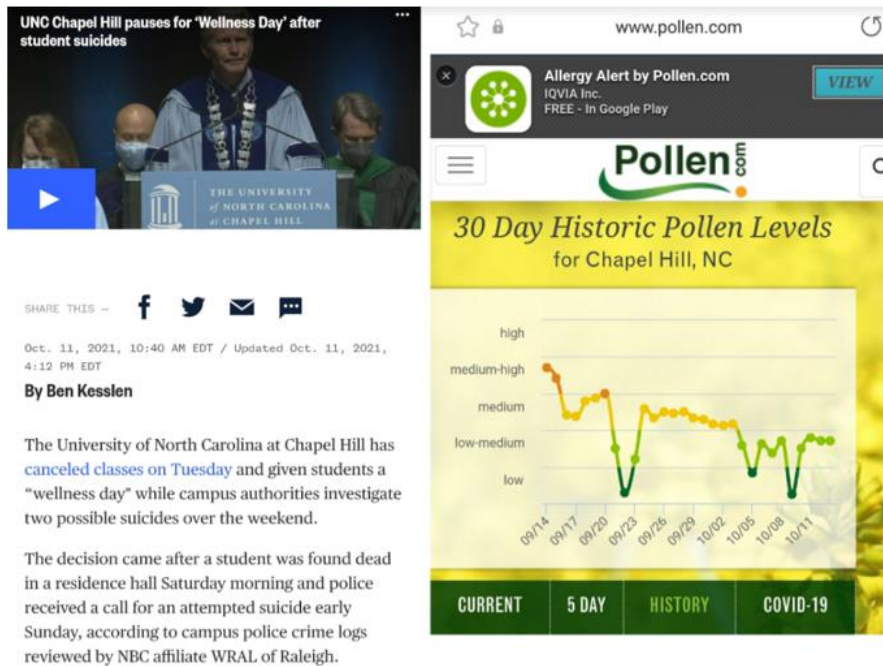 UNC Chapel Hill pauses for 'Wellness Day' after
student suicides
THE UNIVERSITY
of NORTH CAROLINA
at CHAPEL HILL
SHARE THIS —
Oct. 11, 2021, 10:40 AM EDT / Updated Oct. 11, 2021,
4:12 PM EDT
By Ben Kesslen
The University of North Carolina at Chapel Hill has
canceled classes on Tuesday and given students a
“wellness day" while campus authorities investigate
two possible suicides over the weekend.
The decision came after a student was found dead
in a residence hall Saturday morning and police
received a call for an attempted suicide early
Sunday, according to campus police crime logs
reviewed by NBC affiliate WRAL of Raleigh.
www.pollen.com
Allergy Alert by Pollen.com
IQVIA Inc.
FREE - In Google Play
VIEW
Pollen.com
30 Day Historic Pollen Levels
for Chapel Hill, NC
high
medium-high
medium
low-medium
low
09/14 09/17 09/20 09/23 09/26 09/29 10/02 10/05 10/08 10/11
CURRENT 5 DAY HISTORY COVID-19